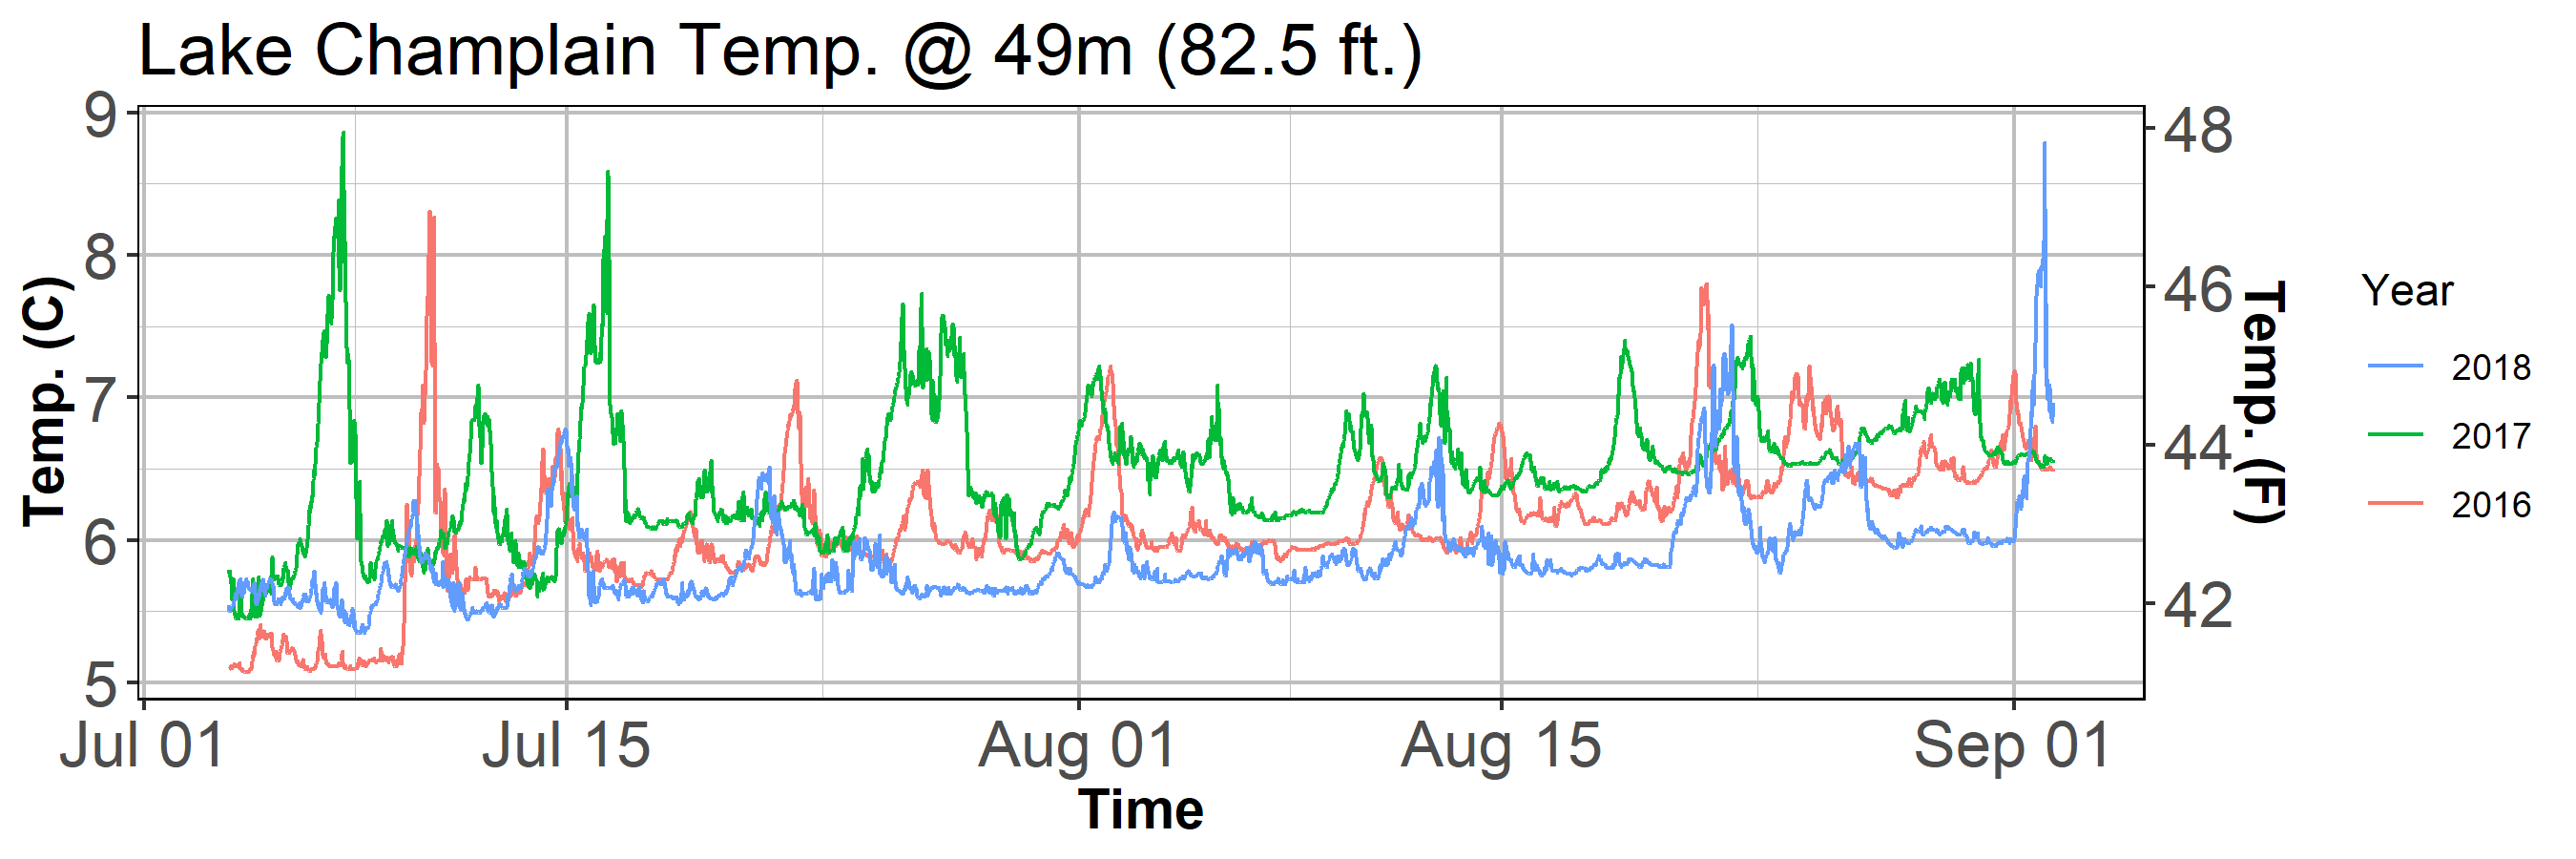 Lake Champlain Temp. @ 49m (82.5 ft.)
9
8
7
6
5
Temp. (C)
48
46
44
42
Temp. (F)
Jul 01
Jul 15
Aug 01
Aug 15
Sep 01
Time
Year
2018
2017
2016